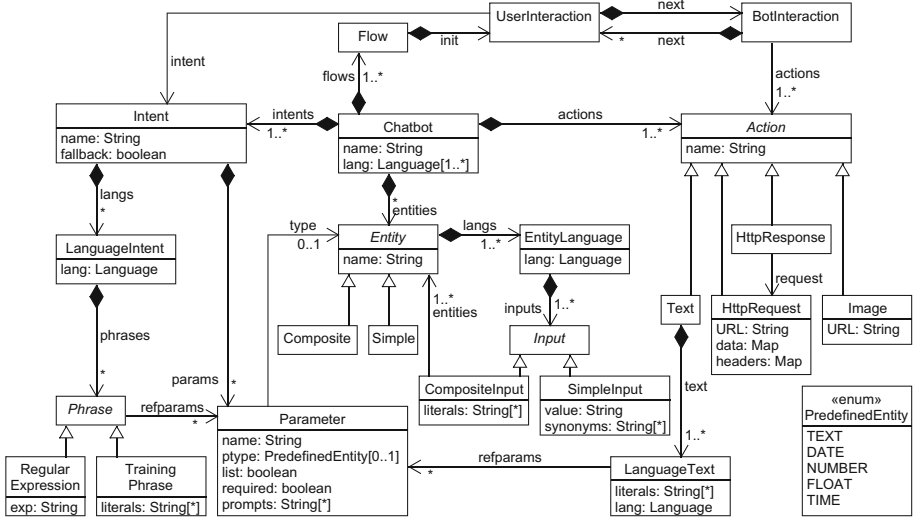 UserInteraction
next
BotInteraction
Flow
init
next
*
intent
flows
1..*
actions
1..*
Intent
name: String
fallback: boolean
intents
1..*
Chatbot
name: String
lang: Language[1..*]
actions
1..*
Action
name: String
langs
*
*
entities
type
0..1
LanguageIntent
lang: Language
Entity
name: String
langs
1..*
EntityLanguage
lang: Language
HttpResponse
request
phrases
*
params
*
Composite
Simple
1..*
entities
inputs
1..*
Input
Text
HttpRequest
URL: String
data: Map
headers: Map
Image
URL: String
CompositeInput
literals: String[*]
SimpleInput
value: String
synonyms: String[*]
text
1..*
Phrase
refparams
*
Parameter
name: String
ptype: PredefinedEntity[0..1]
list: boolean
required: boolean
prompts: String[*]
Regular
Expression
exp: String
Training
Phrase
literals: String[*]
refparams
*
LanguageText
literals: String[*]
lang: Language
«enum»
PredefinedEntity
TEXT
DATE
NUMBER
FLOAT
TIME